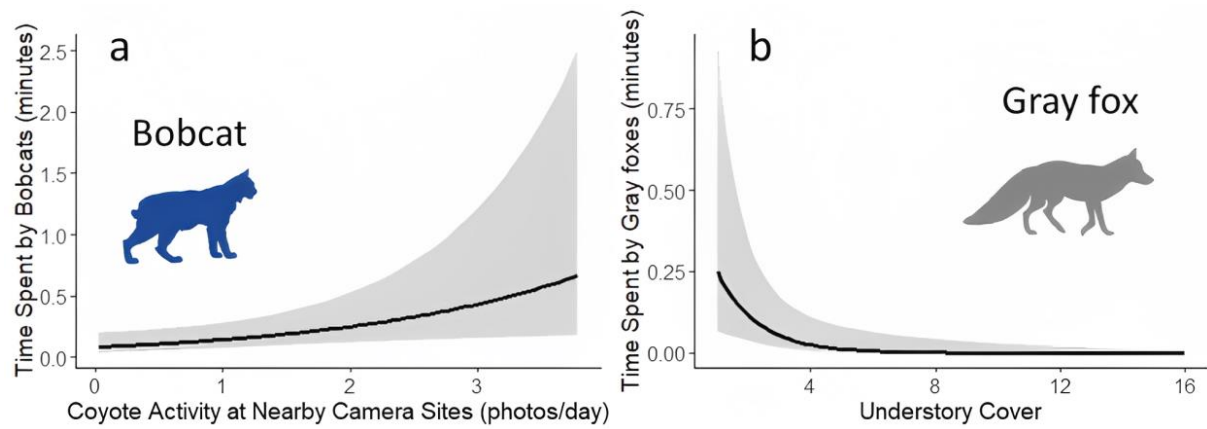 a
Bobcat
Time Spent by Bobcats (minutes)
2.5
2.0
1.5
1.0
0.5
0.0
0
1
2
3
Coyote Activity at Nearby Camera Sites (photos/day)
b
Gray fox
Time Spent by Gray foxes (minutes)
0.75
0.50
0.25
0.00
4
8
12
16
Understory Cover